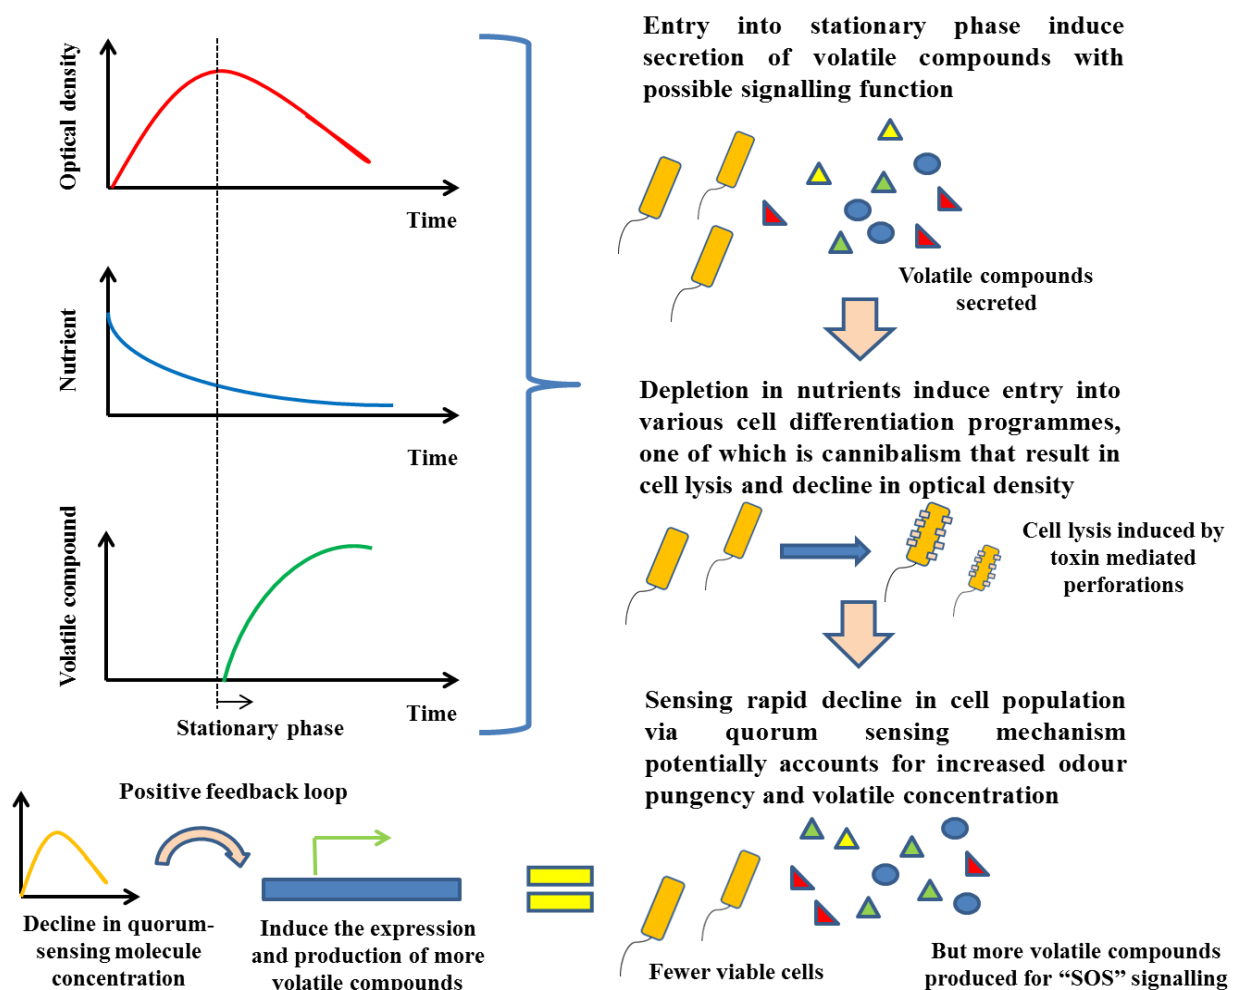 Optical density
Time
Nutrient
Time
Volatile compound
Time
Stationary phase
Entry into stationary phase induce
secretion of volatile compounds with
possible signalling function
Volatile compounds
secreted
Depletion in nutrients induce entry into
various cell differentiation programmes,
one of which is cannibalism that result in
cell lysis and decline in optical density
Cell lysis induced by
toxin mediated
perforations
Sensing rapid decline in cell population
via quorum sensing mechanism
potentially accounts for increased odour
pungency and volatile concentration
Positive feedback loop
Decline in quorum-
sensing molecule
concentration
Induce the expression
and production of more
volatile compounds
Fewer viable cells
But more volatile compounds
produced for “SOS” signalling